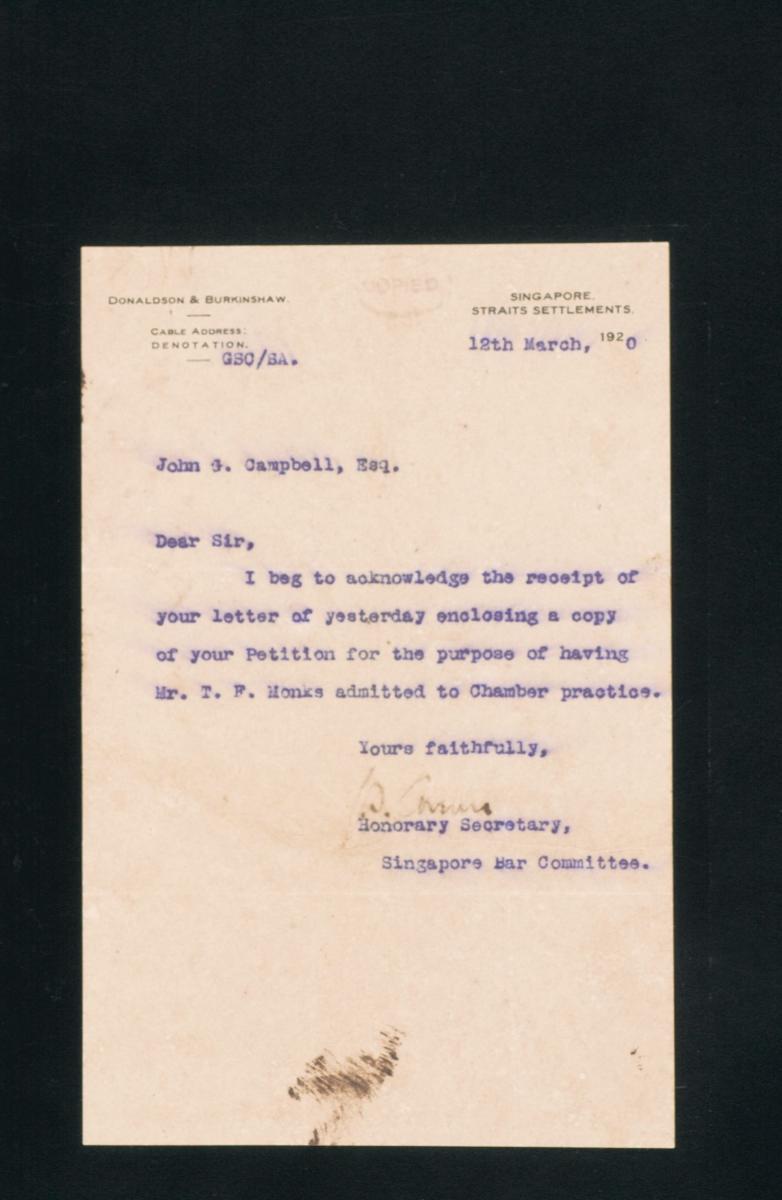 COPIED
DONALDSON & BURKINSHAW.
CABLE ADDRESS:
DENOTATION.
GSC/SA.
SINGAPORE.
STRAITS SETTLEMENTS.
12th March, 1920
John G. Campbell, Esq.
Dear Sir,
I beg to acknowledge the receipt of
your letter of yesterday enclosing a copy
of your Petition for the purpose of having
Mr. T. F. Monks admitted to Chamber practice.
Yours faithfully,
Honorary Secretary,
Singapore Bar Committee.